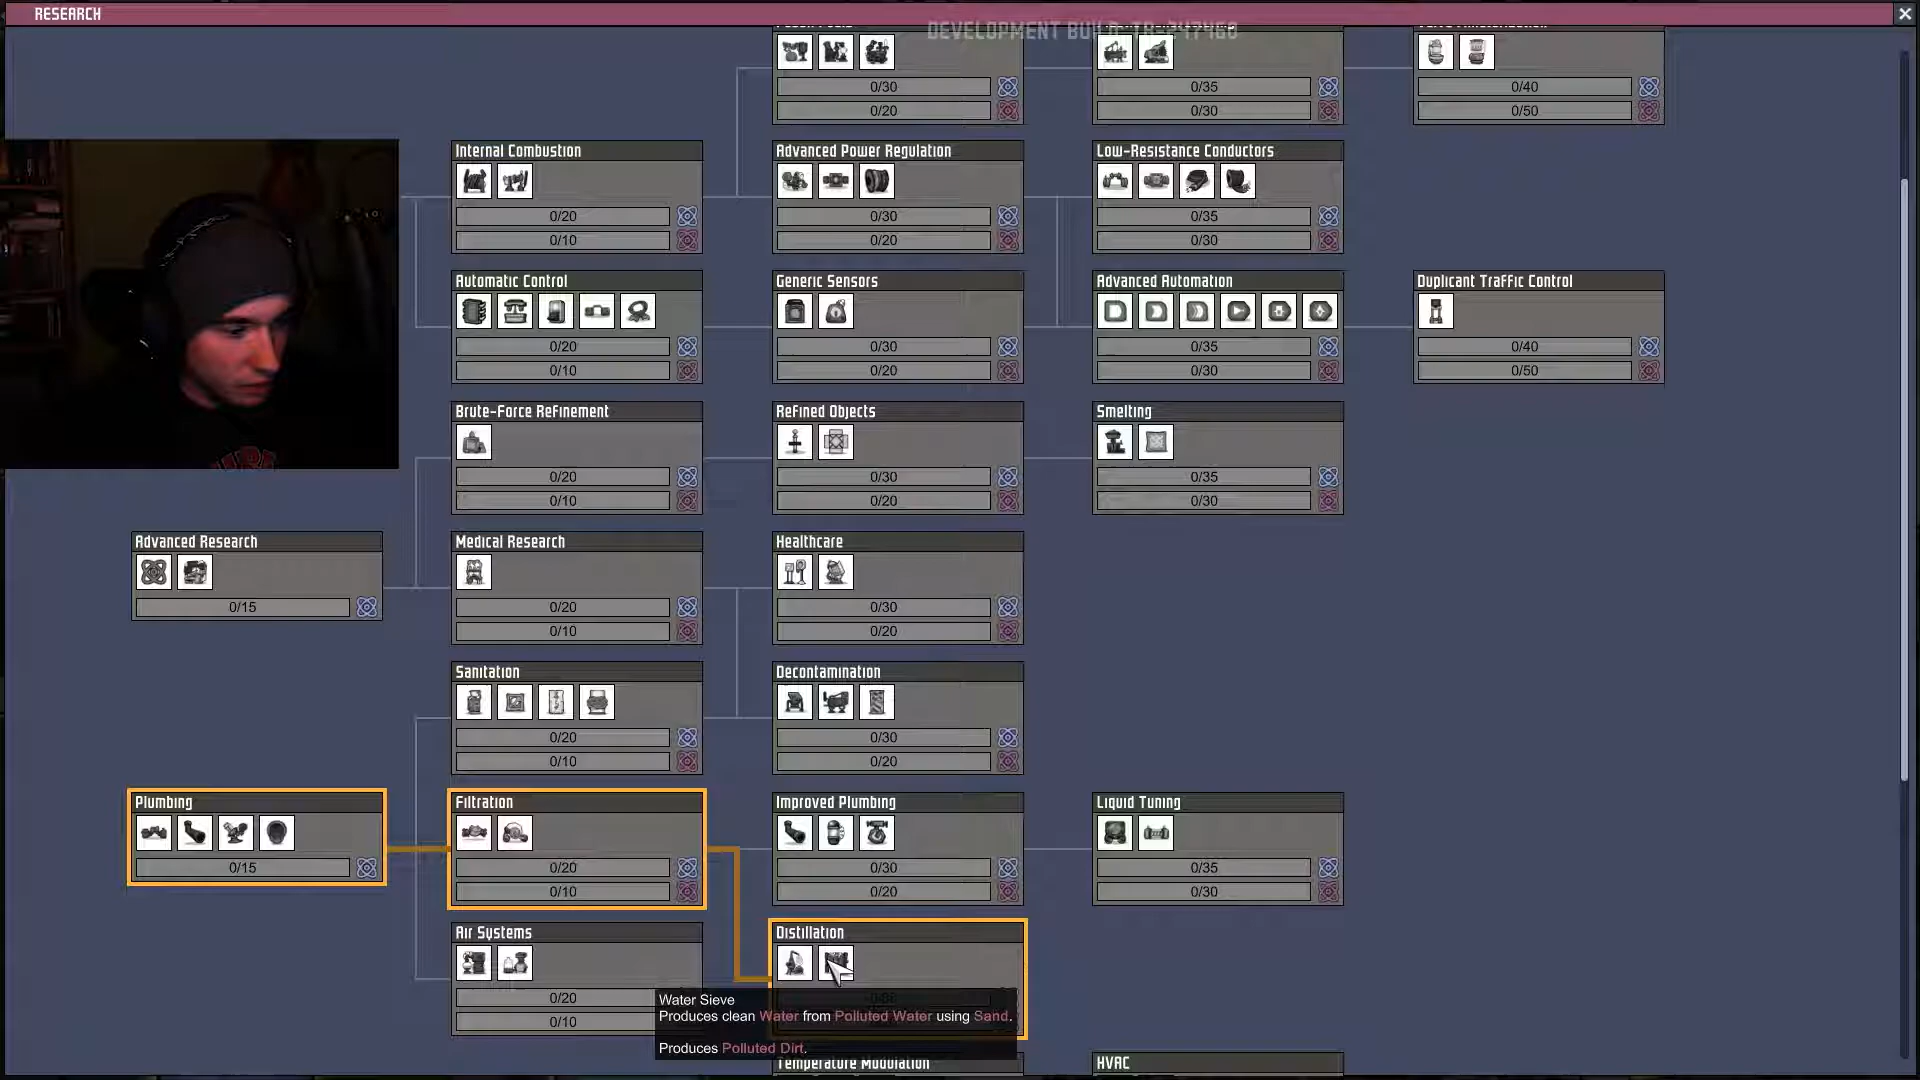 RESEARCH
DEVELOPMENT BUILD TR-247460
0/30
0/20
0/35
0/30
0/40
0/50
Internal Combustion
0/20
0/10
Advanced Power Regulation
0/30
0/20
Low-Resistance Conductors
0/35
0/30
Automatic Control
0/20
0/10
Generic Sensors
0/30
0/20
Advanced Automation
0/35
0/30
Duplicant Traffic Control
0/40
0/50
Brute-Force Refinement
0/20
0/10
Refined Objects
0/30
0/20
Smelting
0/35
0/30
Advanced Research
0/15
Medical Research
0/20
0/10
Healthcare
0/30
0/20
Sanitation
0/20
0/10
Decontamination
0/30
0/20
Plumbing
0/15
Filtration
0/20
0/10
Improved Plumbing
0/30
0/20
Liquid Tuning
0/35
0/30
Air Systems
0/20
0/10
Distillation
Water Sieve
Produces clean Water from Polluted Water using Sand.
Produces Polluted Dirt.
Temperature Modulation
HVAC